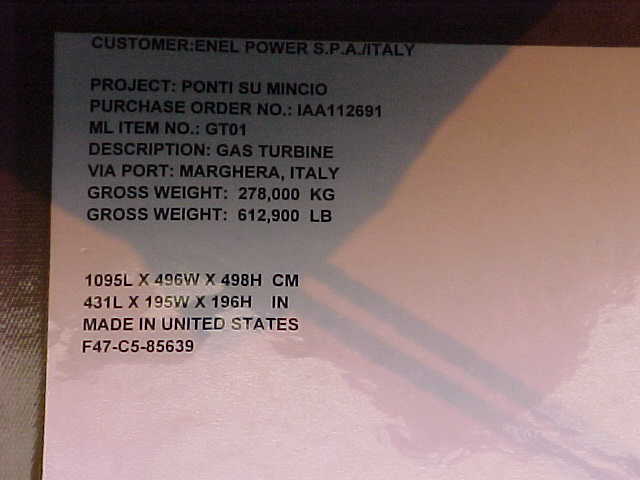 CUSTOMER:ENEL POWER S.P.A./ITALY
PROJECT: PONTI SU MINCIO
PURCHASE ORDER NO.: IAA112691
ML ITEM NO.: GT01
DESCRIPTION: GAS TURBINE
VIA PORT: MARGHERA, ITALY
GROSS WEIGHT: 278,000 KG
GROSS WEIGHT: 612,900 LB
1095L X 496W X 498H CM
431L X 195W X 196H IN
MADE IN UNITED STATES
F47-C5-85639